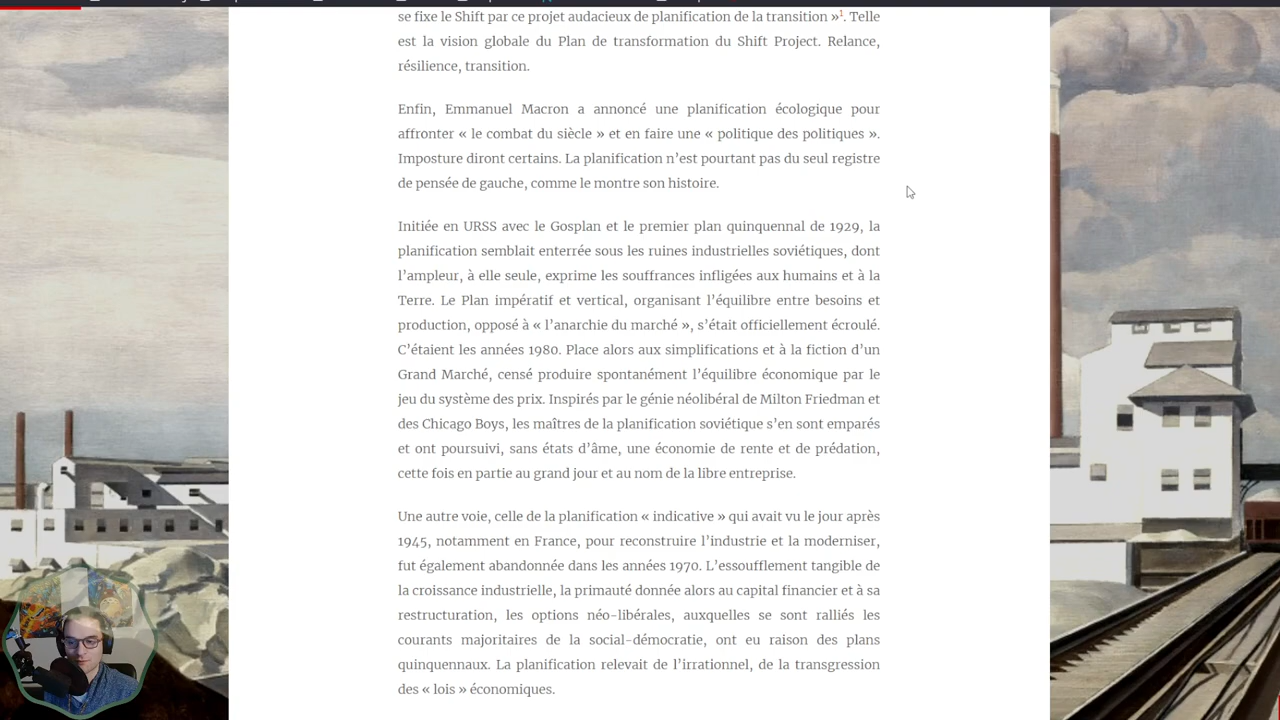 se fixe le Shift par ce projet audacieux de planification de la transition »¹. Telle
est la vision globale du Plan de transformation du Shift Project. Relance,
résilience, transition.
Enfin, Emmanuel Macron a annoncé une planification écologique pour
affronter « le combat du siècle » et en faire une « politique des politiques ».
Imposture diront certains. La planification n’est pourtant pas du seul registre
de pensée de gauche, comme le montre son histoire.
Initiée en URSS avec le Gosplan et le premier plan quinquennal de 1929, la
planification semblait enterrée sous les ruines industrielles soviétiques, dont
l’ampleur, à elle seule, exprime les souffrances infligées aux humains et à la
Terre. Le Plan impératif et vertical, organisant l’équilibre entre besoins et
production, opposé à « l’anarchie du marché », s’était officiellement écroulé.
C’étaient les années 1980. Place alors aux simplifications et à la fiction d’un
Grand Marché, censé produire spontanément l’équilibre économique par le
jeu du système des prix. Inspirés par le génie néolibéral de Milton Friedman et
des Chicago Boys, les maîtres de la planification soviétique s’en sont emparés
et ont poursuivi, sans états d’âme, une économie de rente et de prédation,
cette fois en partie au grand jour et au nom de la libre entreprise.
Une autre voie, celle de la planification « indicative » qui avait vu le jour après
1945, notamment en France, pour reconstruire l’industrie et la moderniser,
fut également abandonnée dans les années 1970. L’essoufflement tangible de
la croissance industrielle, la primauté donnée alors au capital financier et à sa
restructuration, les options néo-libérales, auxquelles se sont ralliés les
courants majoritaires de la social-démocratie, ont eu raison des plans
quinquennaux. La planification relevait de l’irrationnel, de la transgression
des « lois » économiques.